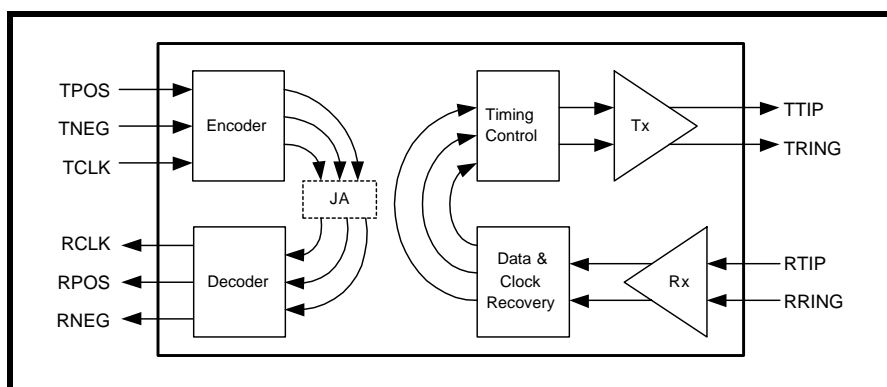 TPOS
TNEG
TCLK
Encoder
JA
RCLK
RPOS
RNEG
Decoder
Timing
Control
Tx
TTIP
TRING
Data &
Clock
Recovery
Rx
RTIP
RRING